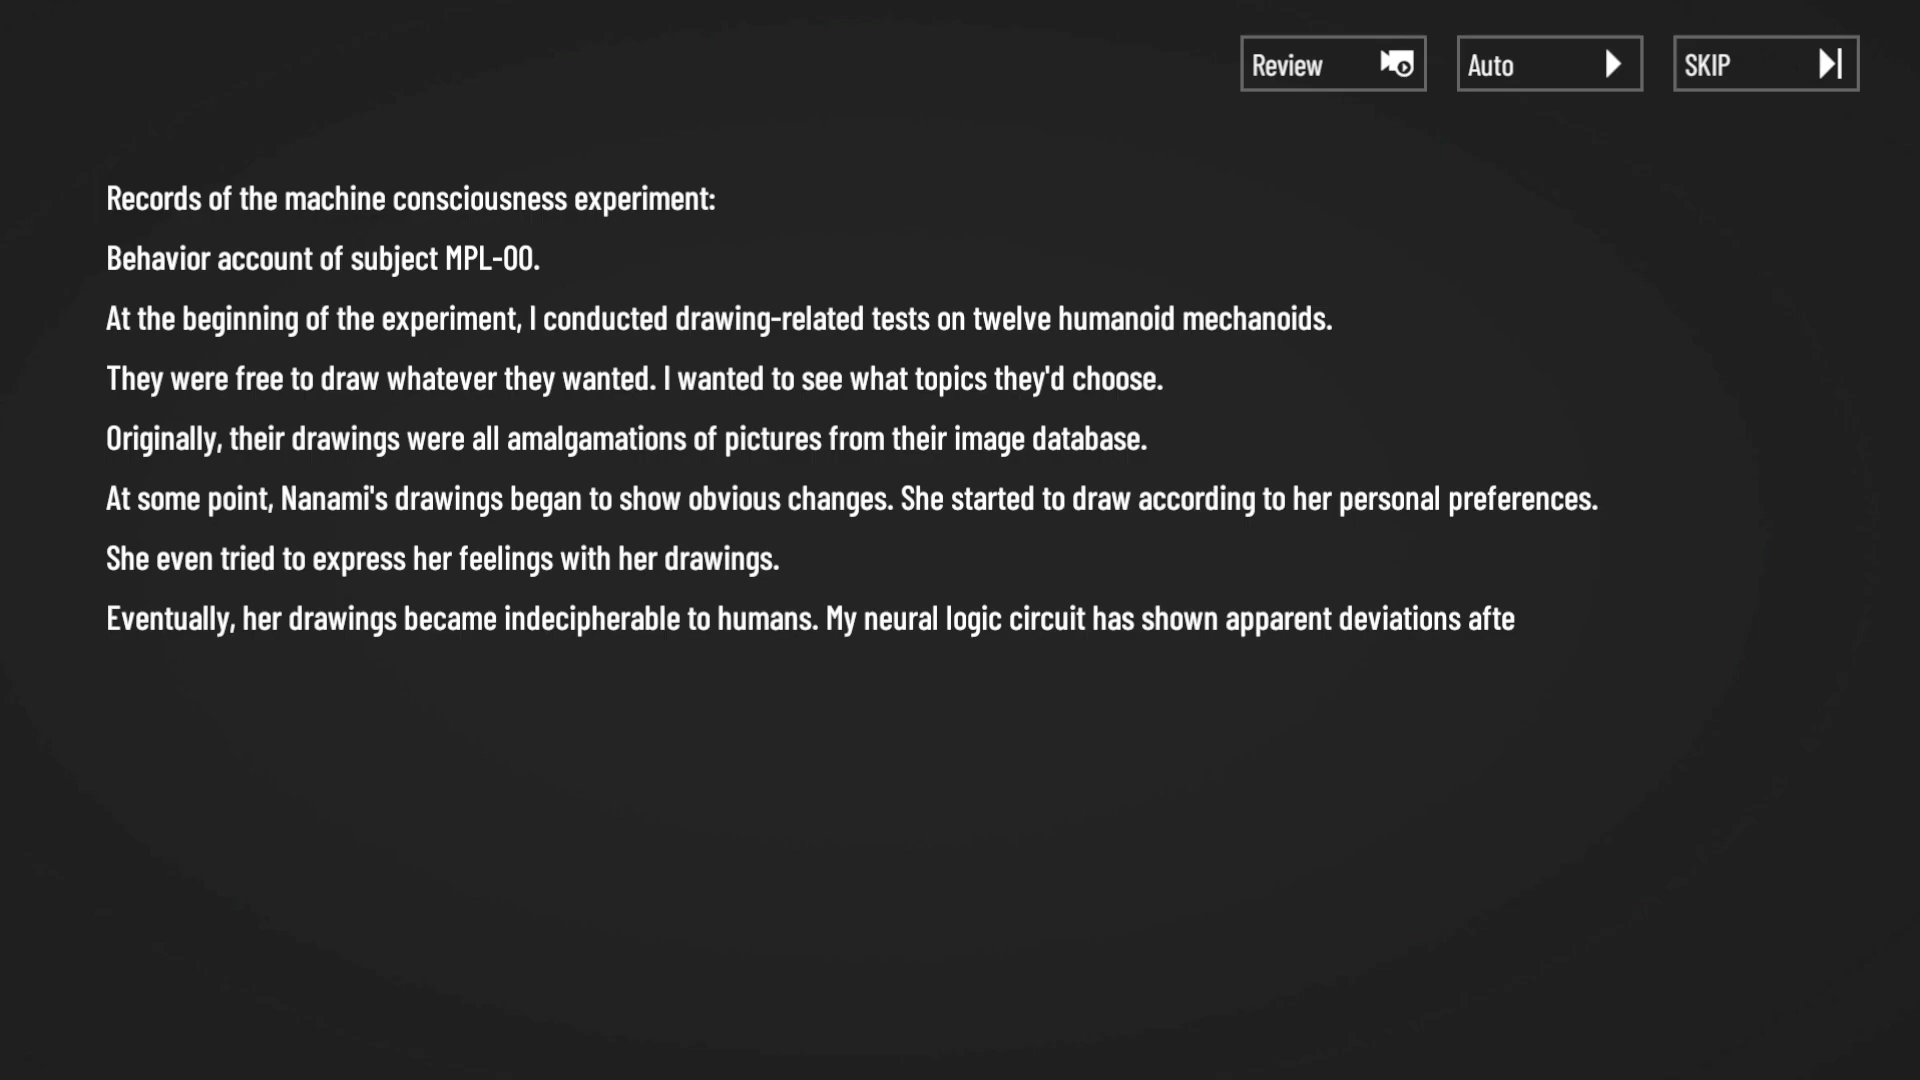 Review
Auto
SKIP
Records of the machine consciousness experiment:
Behavior account of subject MPL-00.
At the beginning of the experiment, I conducted drawing-related tests on twelve humanoid mechanoids.
They were free to draw whatever they wanted. I wanted to see what topics they'd choose.
Originally, their drawings were all amalgamations of pictures from their image database.
At some point, Nanami's drawings began to show obvious changes. She started to draw according to her personal preferences.
She even tried to express her feelings with her drawings.
Eventually, her drawings became indecipherable to humans. My neural logic circuit has shown apparent deviations afte